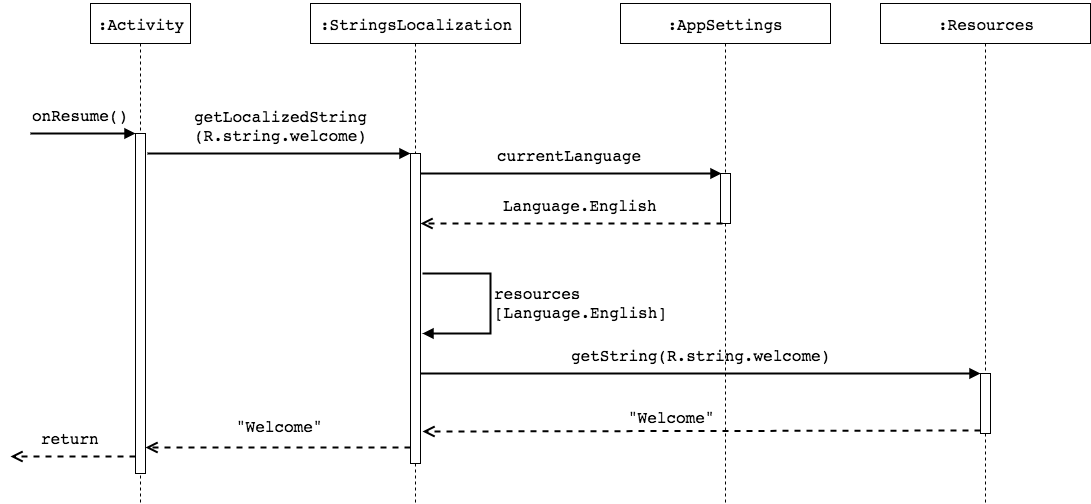 :Activity
:StringsLocalization
:AppSettings
:Resources
onResume()
getLocalizedString
(R.string.welcome)
currentLanguage
Language.English
resources
[Language.English]
getString(R.string.welcome)
"Welcome"
"Welcome"
return